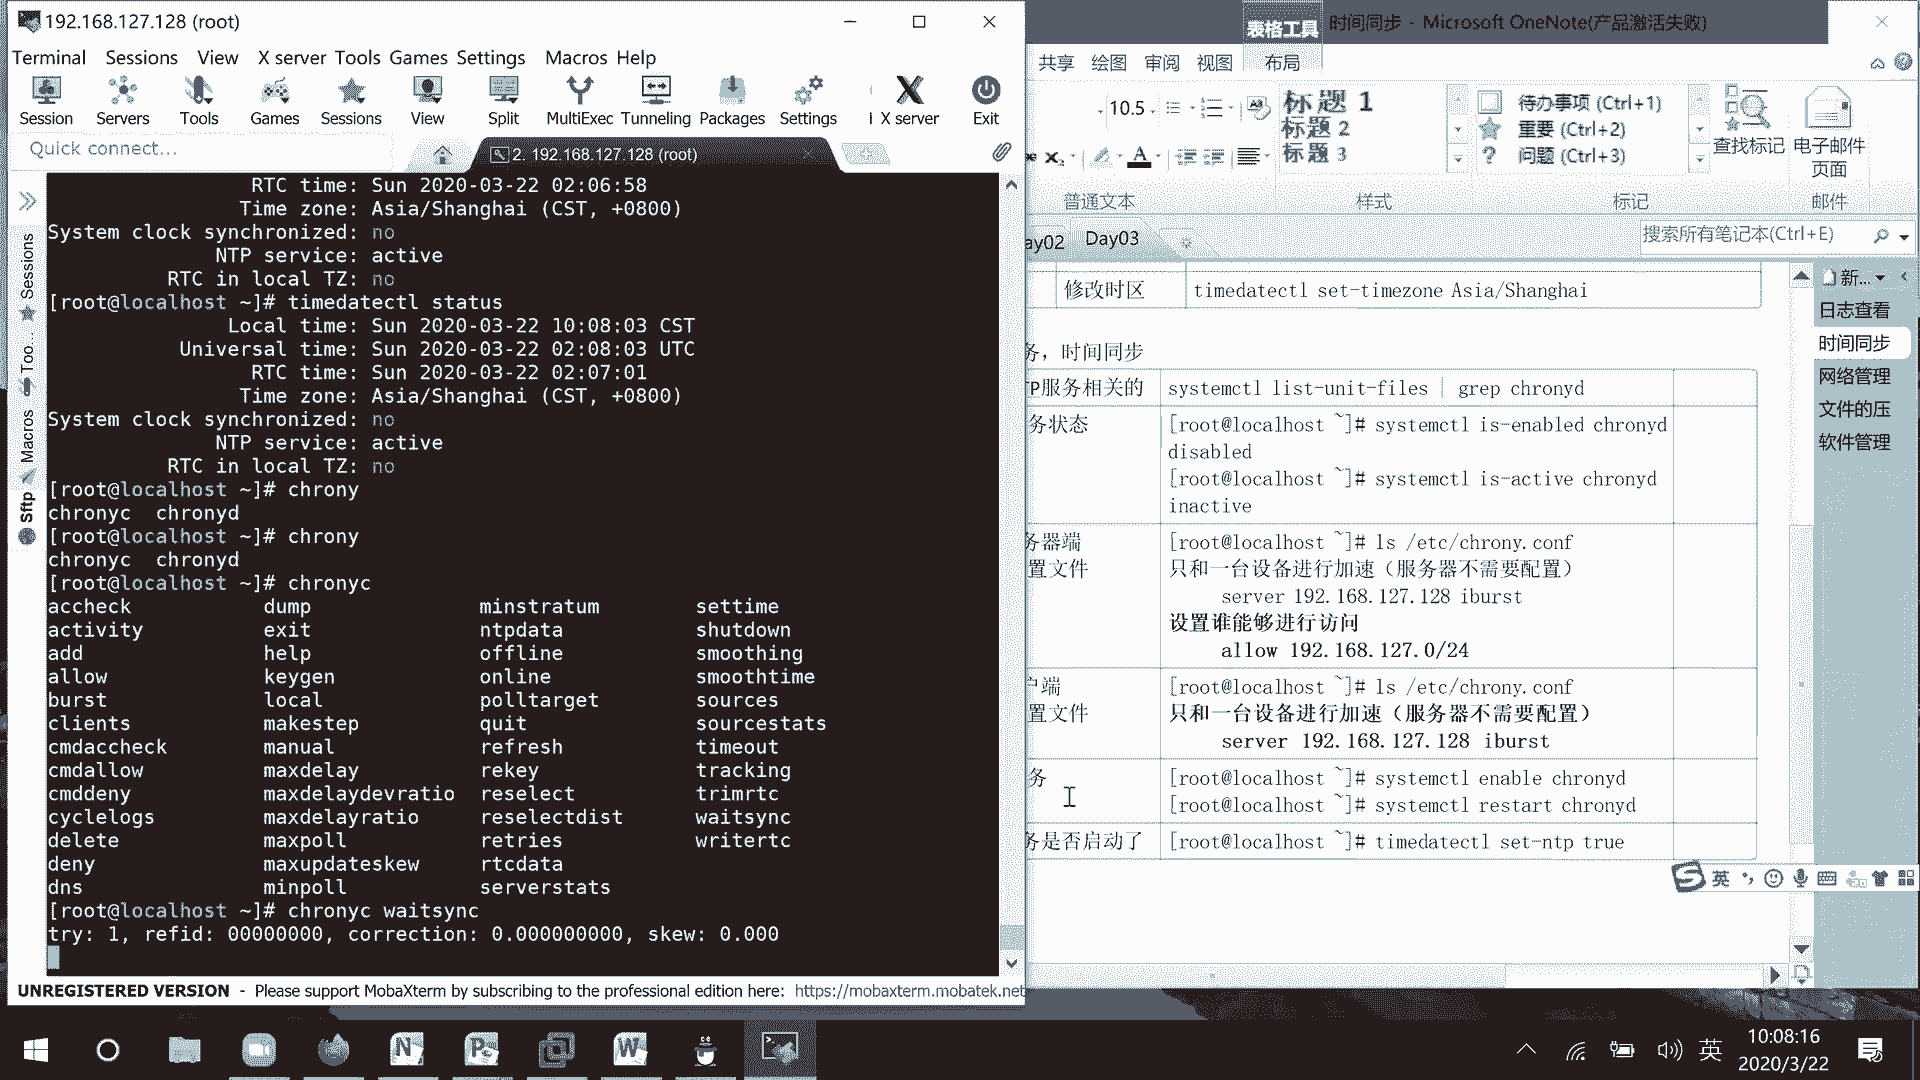 192.168.127.128 (root)
Terminal Sessions View X server Tools Games Settings Macros Help
Session Servers Tools Games Sessions View Split MultiExec Tunneling Packages Settings X server Exit
Quick connect...
2. 192.168.127.128 (root)
Sessions
Too...
Macros
Sftp
RTC time: Sun 2020-03-22 02:06:58
Time zone: Asia/Shanghai (CST, +0800)
System clock synchronized: no
NTP service: active
RTC in local TZ: no
[root@localhost ~]# timedatectl status
Local time: Sun 2020-03-22 10:08:03 CST
Universal time: Sun 2020-03-22 02:08:03 UTC
RTC time: Sun 2020-03-22 02:07:01
Time zone: Asia/Shanghai (CST, +0800)
System clock synchronized: no
NTP service: active
RTC in local TZ: no
[root@localhost ~]# chrony
chronyc chronyd
[root@localhost ~]# chrony
chronyc chronyd
[root@localhost ~]# chronyc
accheck dump minstratum settime
activity exit ntpdata shutdown
add help offline smoothing
allow keygen online smoothtime
burst local polltarget sources
clients makestep quit sourcestats
cmdaccheck manual refresh timeout
cmdallow maxdelay rekey tracking
cmddeny maxdelaydevratio reselect trimrtc
cyclelogs maxdelayratio reselectdist waitsync
delete maxpoll retries writertc
deny maxupdateskew rtcdata
dns minpoll serverstats
[root@localhost ~]# chronyc waitsync
try: 1, refid: 00000000, correction: 0.000000000, skew: 0.000
UNREGISTERED VERSION - Please support MobaXterm by subscribing to the professional edition here: https://mobaxterm.mobatek.net
表格工具 时间同步 - Microsoft OneNote(产品激活失败)
共享 绘图 审阅 视图 布局
10.5
标题 1
标题 2
标题 3
待办事项 (Ctrl+1)
重要 (Ctrl+2)
问题 (Ctrl+3)
查找标记
电子邮件
页面
普通文本 样式 标记 邮件
ay02 Day03
搜索所有笔记本(Ctrl+E)
新...
日志查看
时间同步
网络管理
文件的压
软件管理
修改时区 timedatectl set-timezone Asia/Shanghai
务，时间同步
TP服务相关的 systemctl list-unit-files | grep chronyd
务状态 [root@localhost ~]# systemctl is-enabled chronyd
disabled
[root@localhost ~]# systemctl is-active chronyd
inactive
务器端 [root@localhost ~]# ls /etc/chrony.conf
置文件 只和一台设备进行加速（服务器不需要配置）
server 192.168.127.128 iburst
设置谁能够进行访问
allow 192.168.127.0/24
户端 [root@localhost ~]# ls /etc/chrony.conf
置文件 只和一台设备进行加速（服务器不需要配置）
server 192.168.127.128 iburst
务 [root@localhost ~]# systemctl enable chronyd
[root@localhost ~]# systemctl restart chronyd
务是否启动了 [root@localhost ~]# timedatectl set-ntp true
英
英
10:08:16
2020/3/22